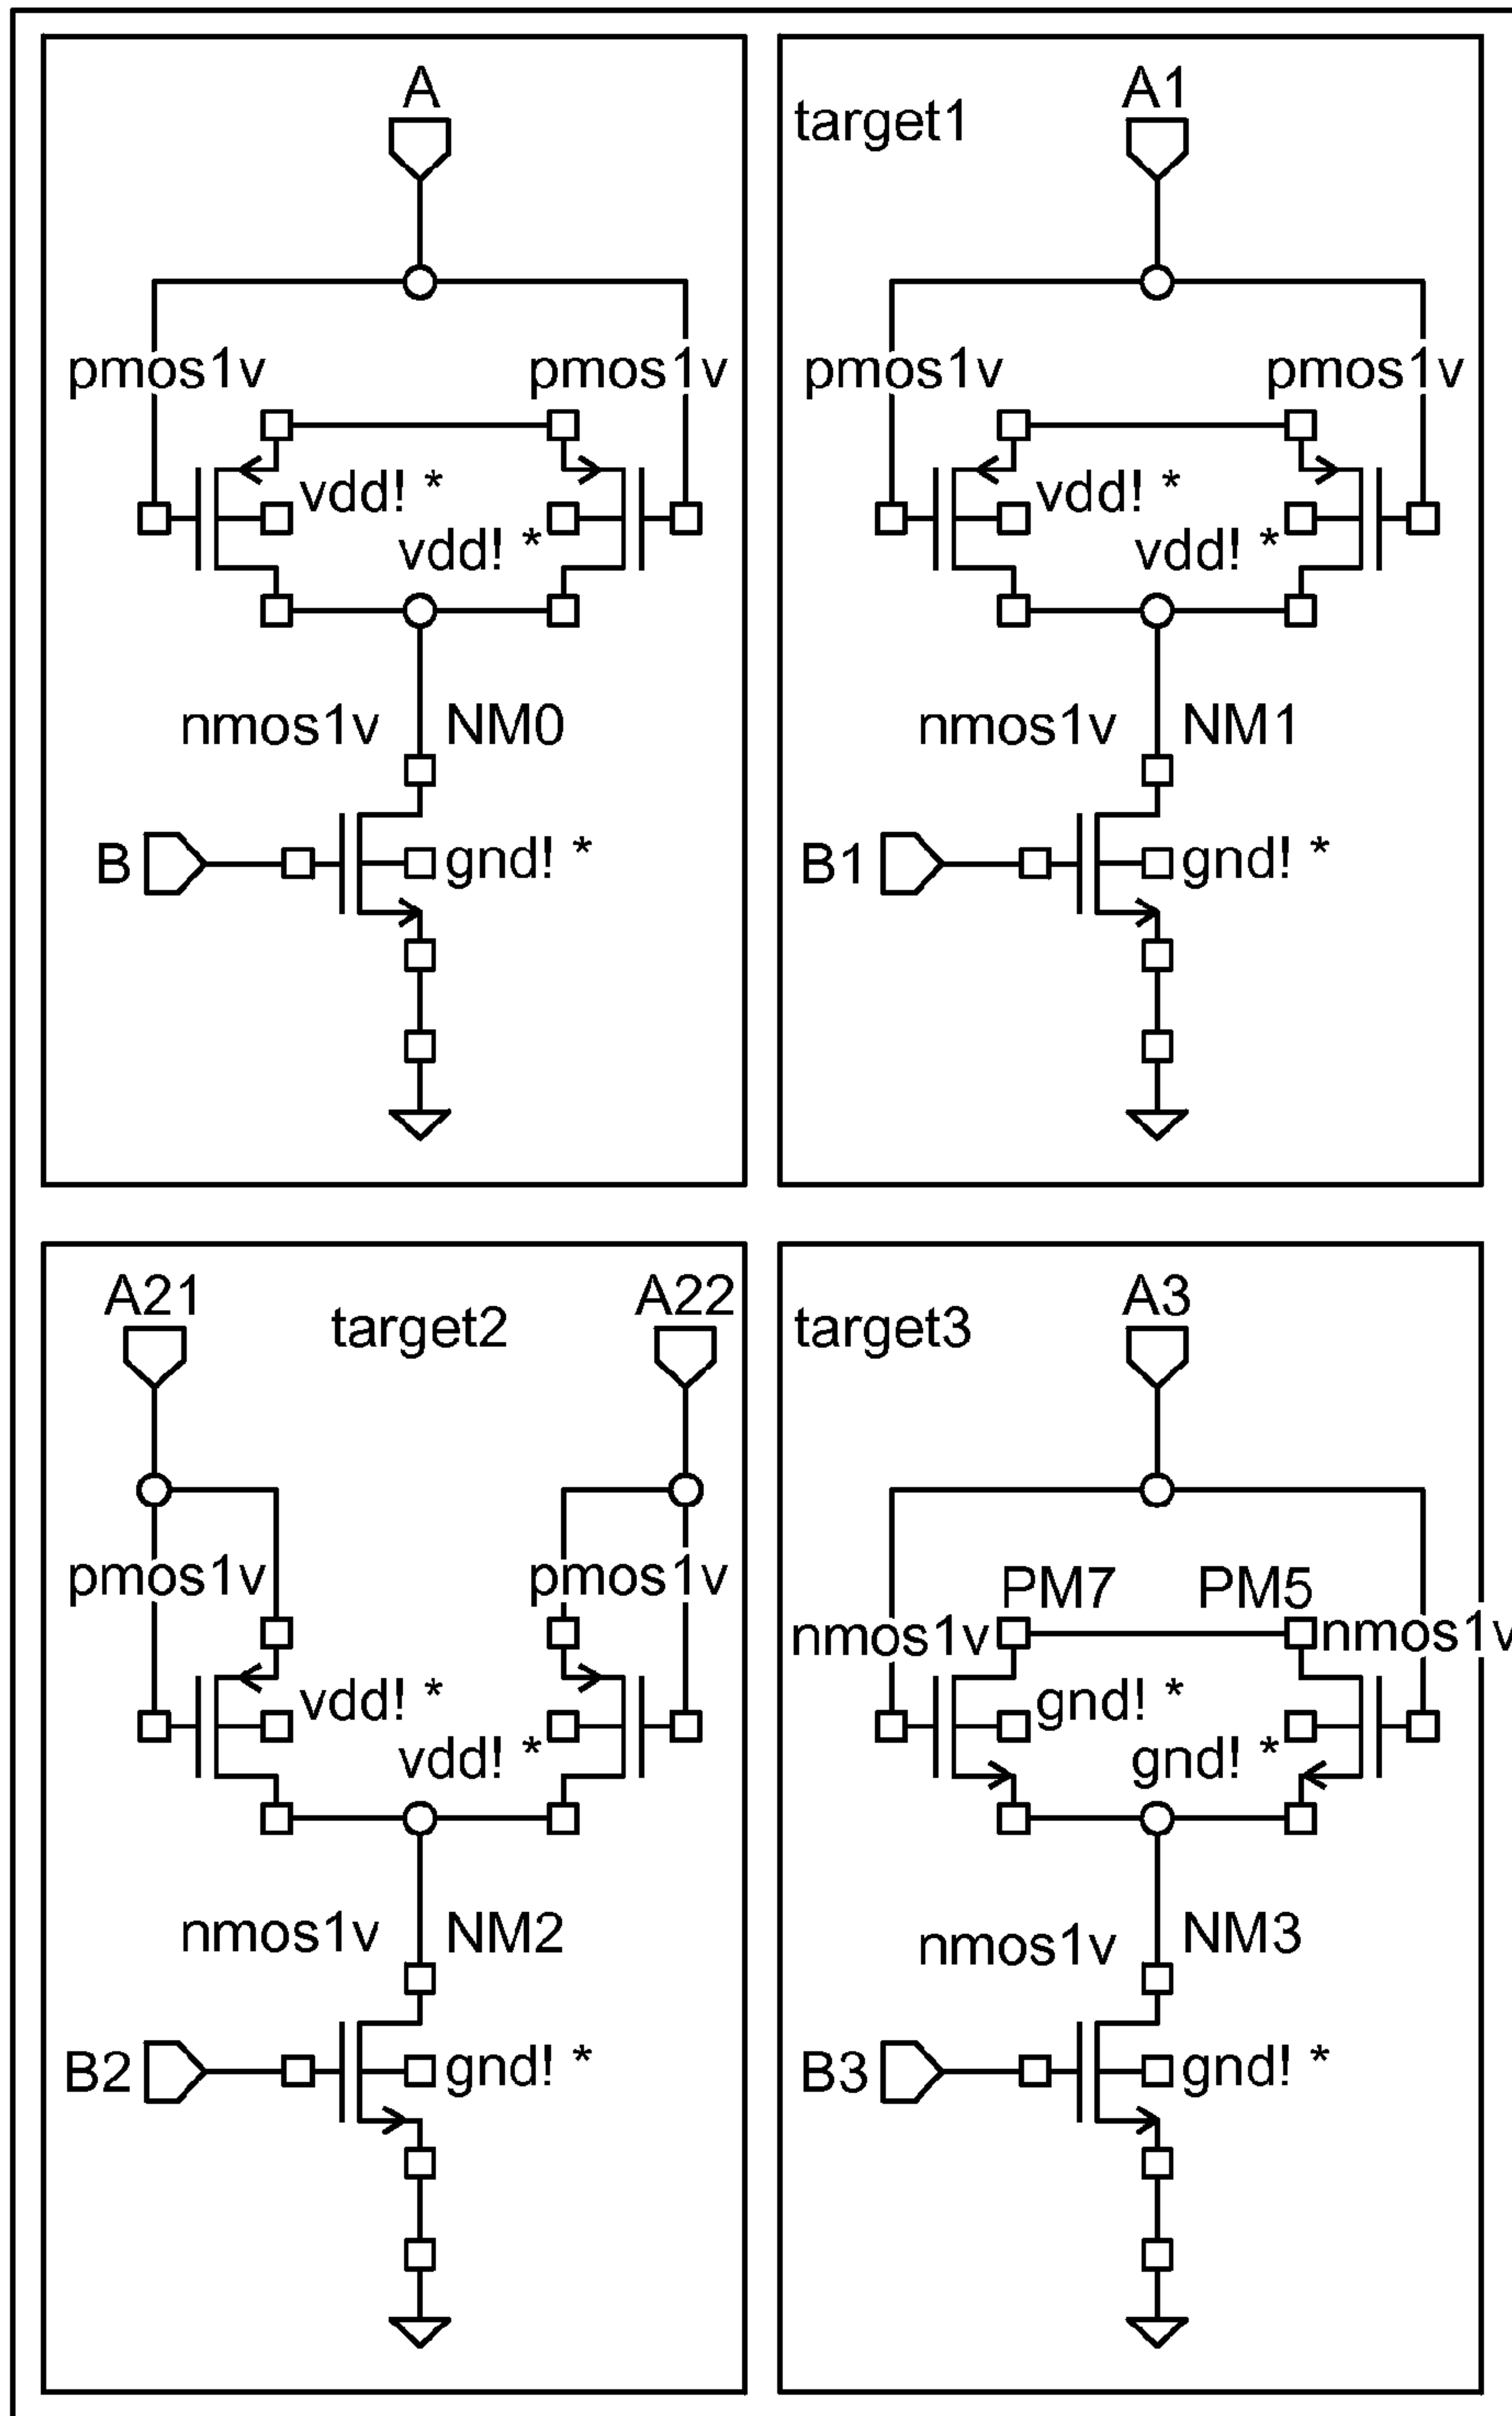 A
pmos1v pmos1v
vdd! *
vdd! *
nmos1v NM0
B gnd! *
target1 A1
pmos1v pmos1v
vdd! *
vdd! *
nmos1v NM1
B1 gnd! *
A21 target2 A22
pmos1v pmos1v
vdd! *
vdd! *
nmos1v NM2
B2 gnd! *
target3 A3
PM7 PM5
nmos1v nmos1v
gnd! *
gnd! *
nmos1v NM3
B3 gnd! *